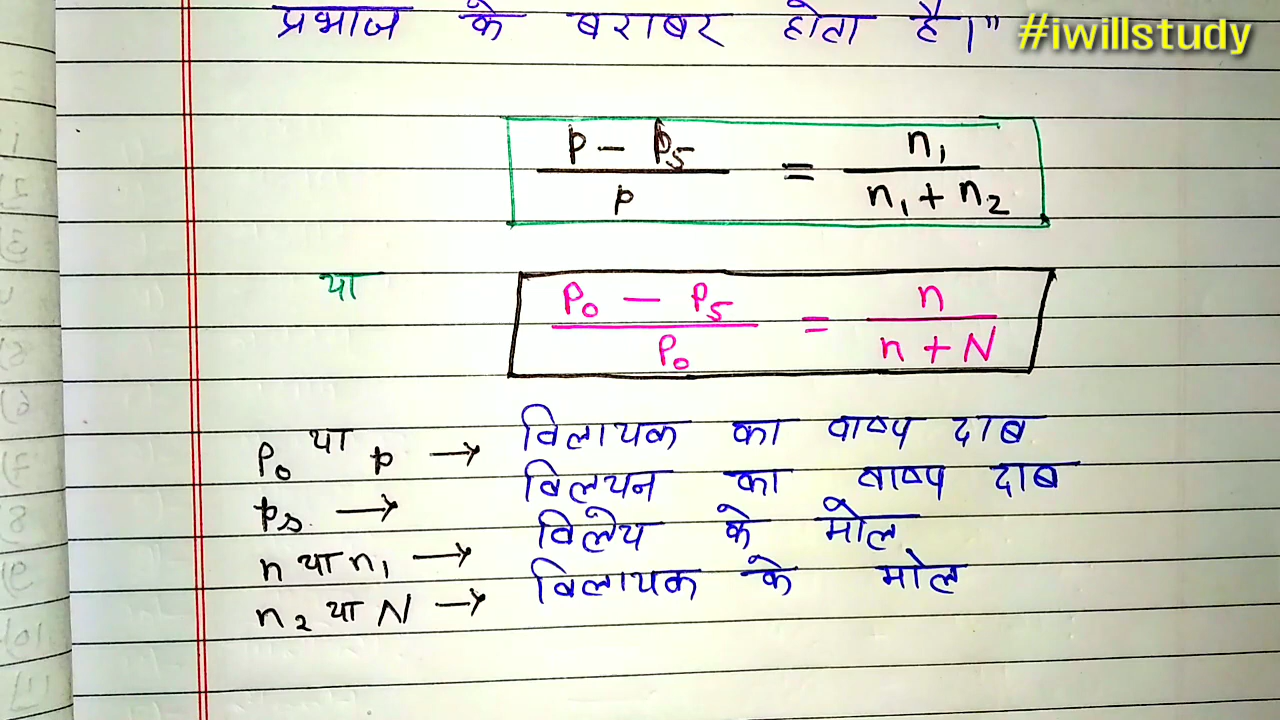 प्रभाज के बराबर होता है।" #iwillstudy
p - ps / p = n₁ / n₁ + n₂
या P₀ - Ps / P₀ = n / n + N
P₀ या p → विलायक का वाष्प दाब
ps. → विलयन का वाष्प दाब
n या n₁ → विलेय के मोल
n₂ या N → विलायक के मोल